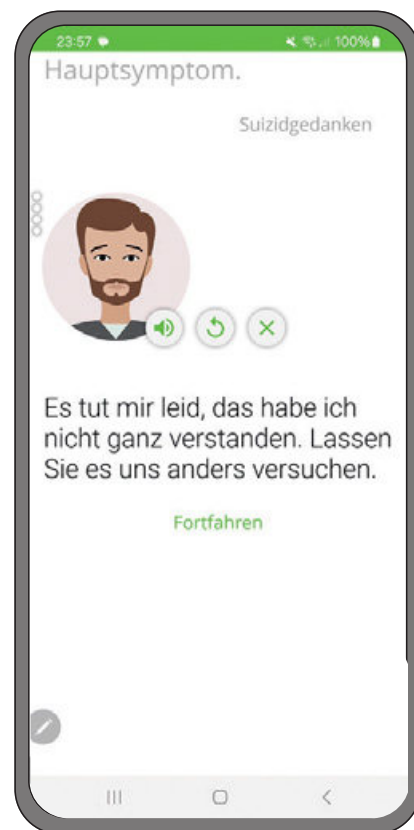 23:57
100%
Hauptsymptom.
Suizidgedanken
Es tut mir leid, das habe ich
nicht ganz verstanden. Lassen
Sie es uns anders versuchen.
Fortfahren